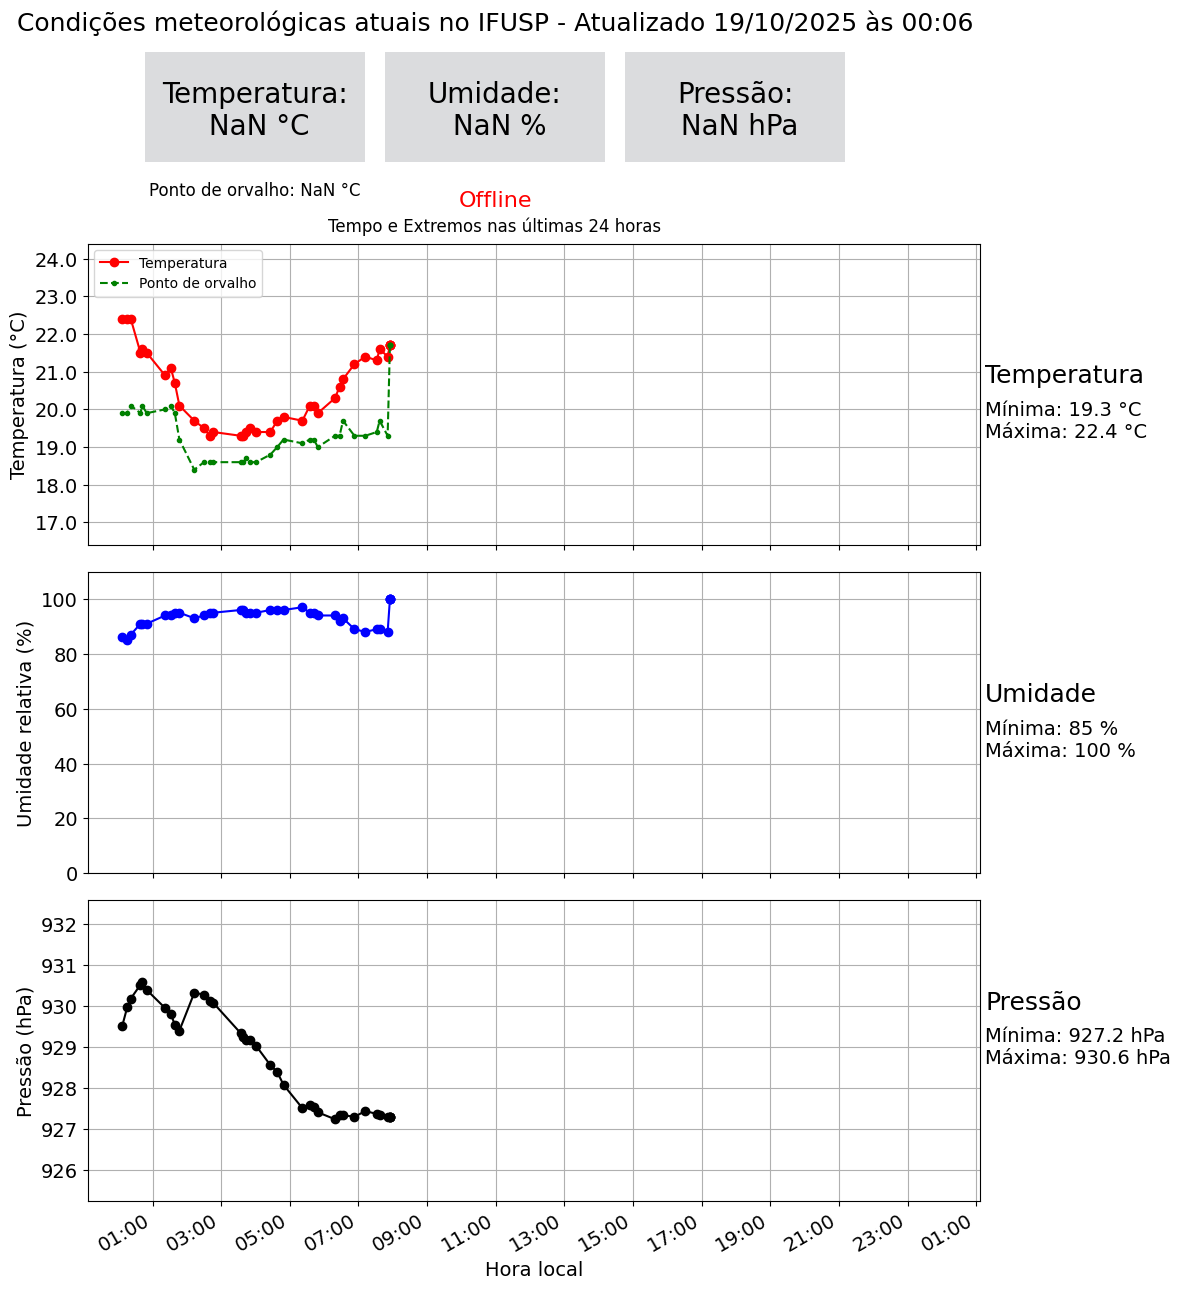 Condições meteorológicas atuais no IFUSP - Atualizado 19/10/2025 às 00:06
Temperatura:
NaN °C
Umidade:
NaN %
Pressão:
NaN hPa
Ponto de orvalho: NaN °C
Offline
Tempo e Extremos nas últimas 24 horas
Temperatura
Ponto de orvalho
Temperatura (°C)
24.0
23.0
22.0
21.0
20.0
19.0
18.0
17.0
Temperatura
Mínima: 19.3 °C
Máxima: 22.4 °C
Umidade relativa (%)
100
80
60
40
20
0
Umidade
Mínima: 85 %
Máxima: 100 %
Pressão (hPa)
932
931
930
929
928
927
926
Pressão
Mínima: 927.2 hPa
Máxima: 930.6 hPa
01:00 03:00 05:00 07:00 09:00 11:00 13:00 15:00 17:00 19:00 21:00 23:00 01:00
Hora local